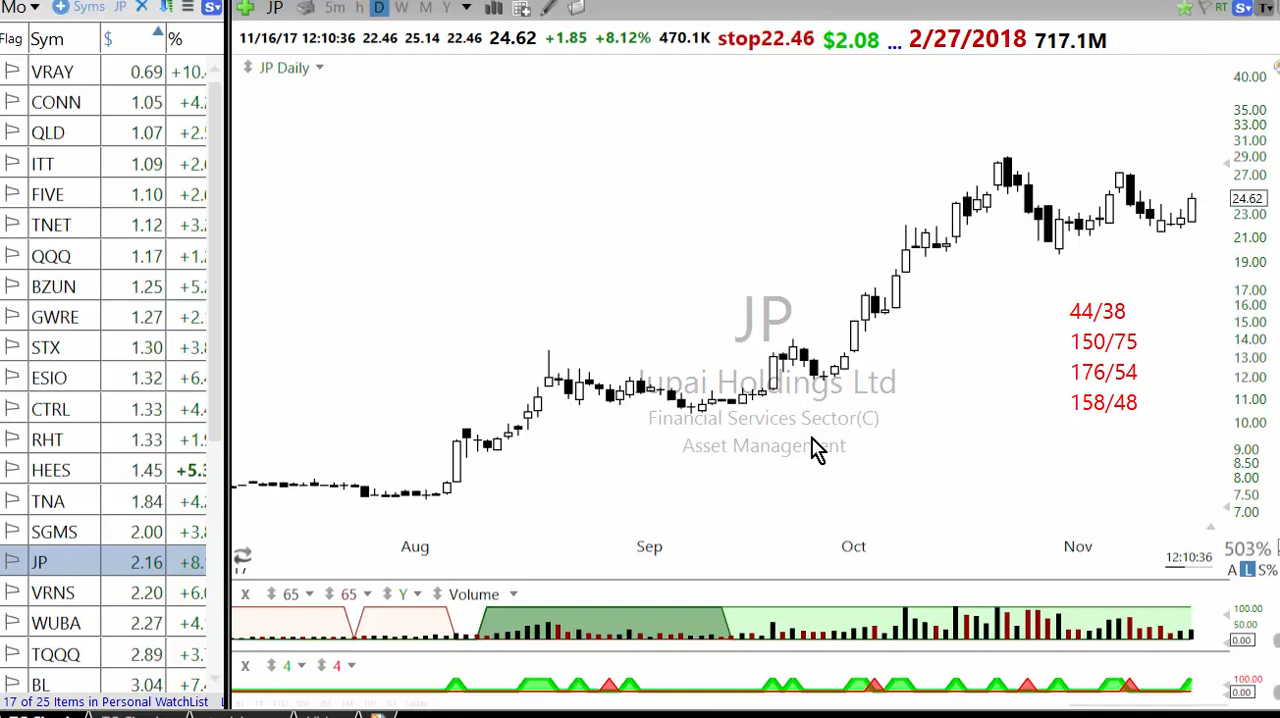 Mo Syms JP
JP 5m h D W M Y RT
Flag Sym $ %
11/16/17 12:10:36 22.46 25.14 22.46 24.62 +1.85 +8.12% 470.1K stop22.46 $2.08 ... 2/27/2018 717.1M
JP Daily
VRAY 0.69 +10.
CONN 1.05 +4.
QLD 1.07 +2.
ITT 1.09 +2.
FIVE 1.10 +2.
TNET 1.12 +3.
QQQ 1.17 +1.
BZUN 1.25 +5.
GWRE 1.27 +2.
STX 1.30 +3.
ESIO 1.32 +6.
CTRL 1.33 +4.
RHT 1.33 +1.
HEES 1.45 +5.
TNA 1.84 +4.
SGMS 2.00 +3.
JP 2.16 +8.
VRNS 2.20 +6.
WUBA 2.27 +4.
TQQQ 2.89 +3.
BL 3.04 +7.
17 of 25 Items in Personal WatchList
40.00
35.00
33.00
31.00
29.00
27.00
24.62
23.00
21.00
19.00
17.00
16.00
15.00
14.00
13.00
12.00
11.00
10.00
9.00
8.50
8.00
7.50
7.00
JP
Jupai Holdings Ltd
Financial Services Sector(C)
Asset Management
44/38
150/75
176/54
158/48
Aug Sep Oct Nov 12:10:36
503%
A L S%
X 65 65 Y Volume
100.00
50.00
0.00
X 4 4
100.00
0.00